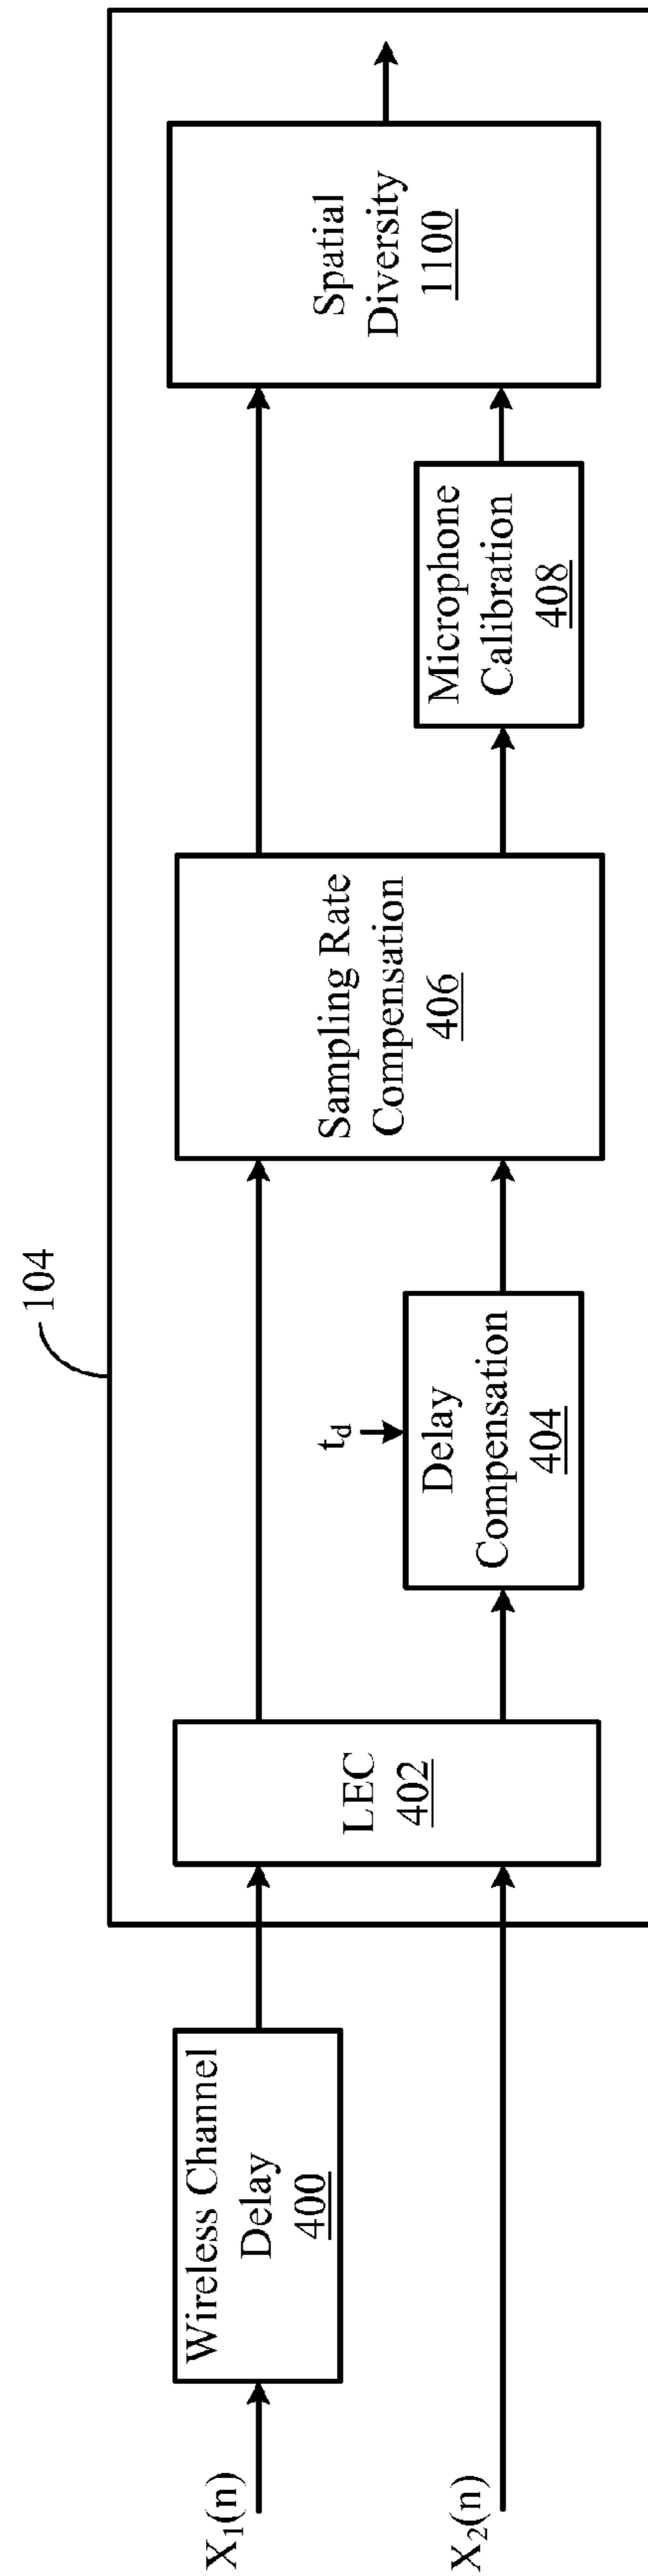 104
X1(n)
Wireless Channel
Delay
400
X2(n)
LEC
402
td
Delay
Compensation
404
Sampling Rate
Compensation
406
Microphone
Calibration
408
Spatial
Diversity
1100